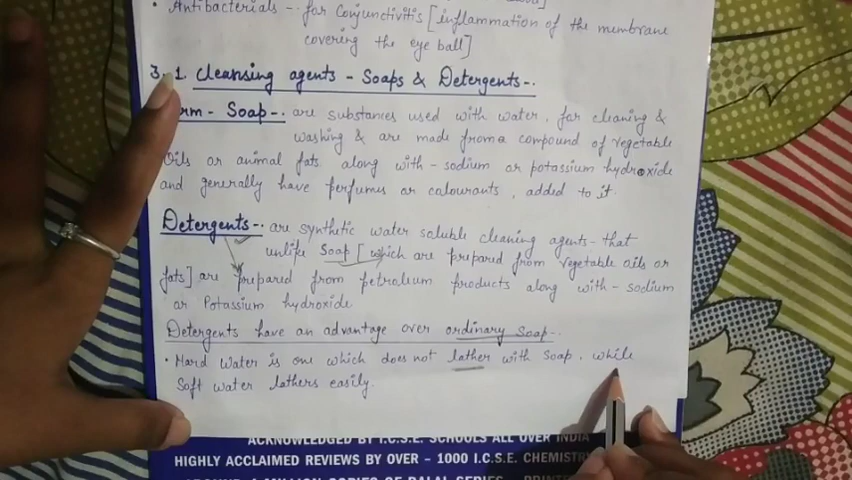 • Antibacterials -. for Conjunctivitis [inflammation of the membrane
covering the eye ball]
3. 1. Cleansing agents - Soaps & Detergents -.
rm - Soap -. are substances used with water, for cleaning &
washing & are made from a compound of vegetable
Oils or animal fats along with - sodium or potassium hydroxide
and generally have perfumes or colourants, added to it
Detergents -. are synthetic water soluble cleaning agents - that
unlike Soap [which are prepared from vegetable oils or
fats] are prepared from petroleum products along with - sodium
or Potassium hydroxide
Detergents have an advantage over ordinary Soap -.
• Hard Water is one which does not lather with Soap. while
Soft water lathers easily.
ACKNOWLEDGED BY I.C.S.E. SCHOOLS ALL OVER INDIA
HIGHLY ACCLAIMED REVIEWS BY OVER - 1000 I.C.S.E. CHEMISTRY